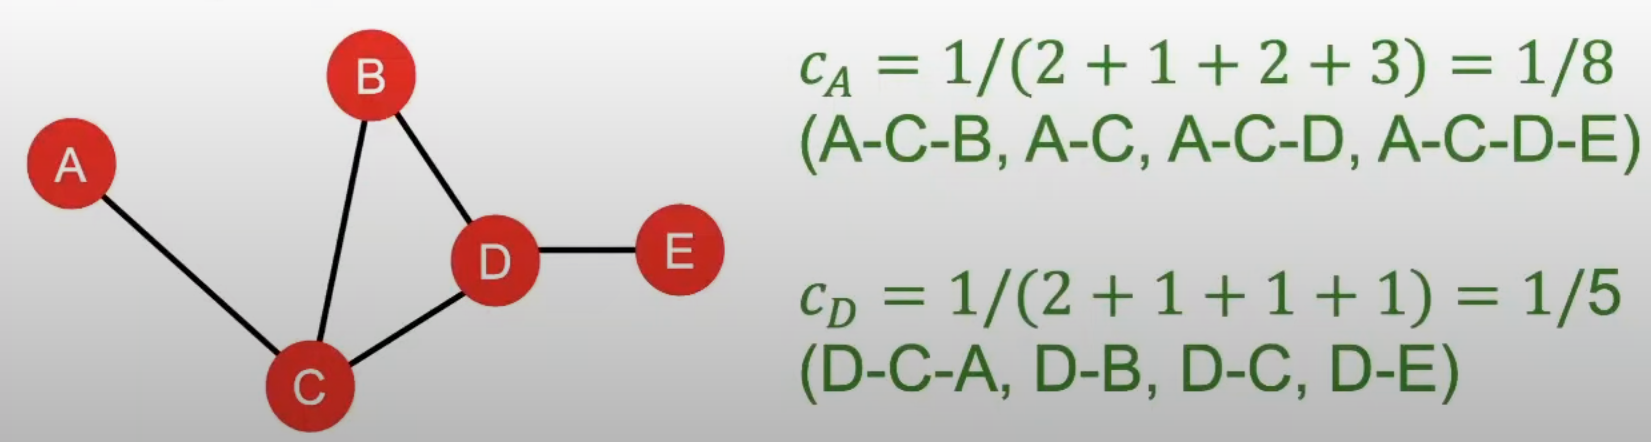 B
A
D
E
C
c_A = 1/(2 + 1 + 2 + 3) = 1/8
(A-C-B, A-C, A-C-D, A-C-D-E)
c_D = 1/(2 + 1 + 1 + 1) = 1/5
(D-C-A, D-B, D-C, D-E)